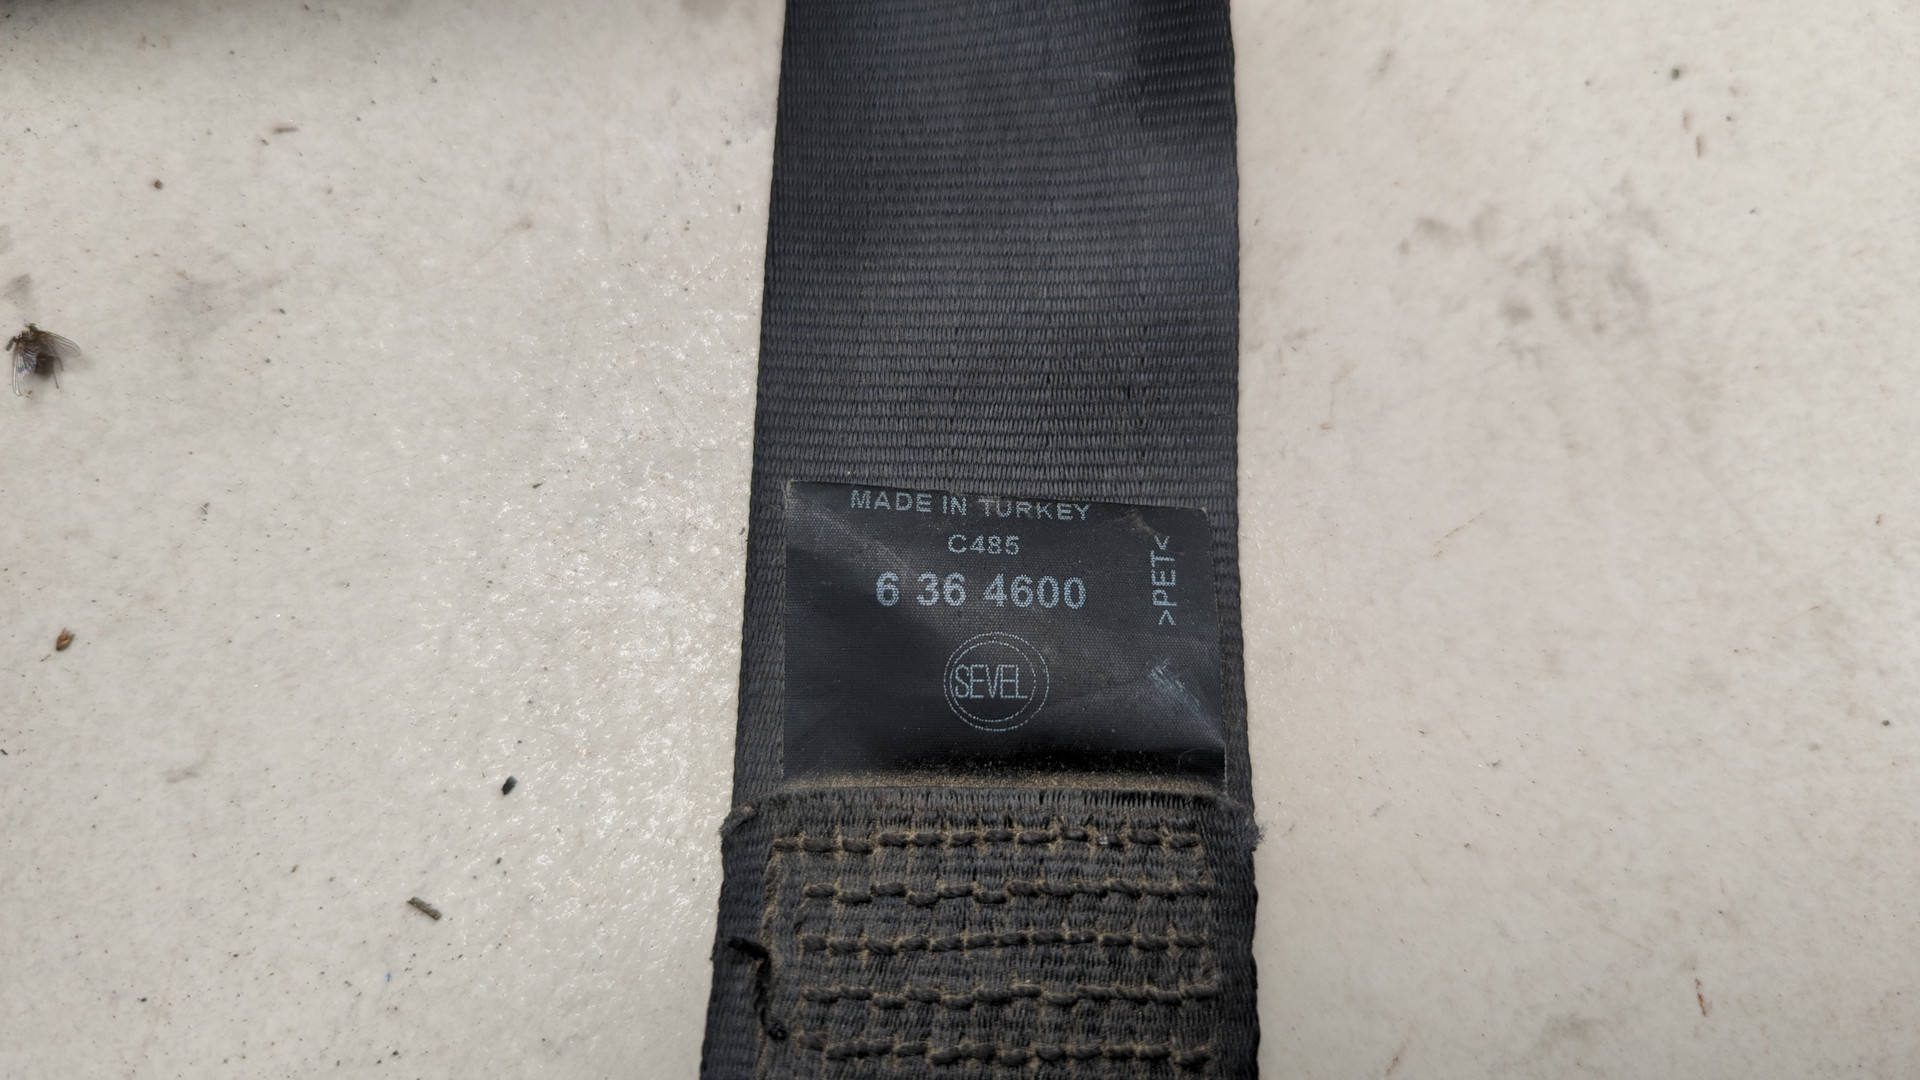 MADE IN TURKEY
C485
6 36 4600
>PET<
SEVEL